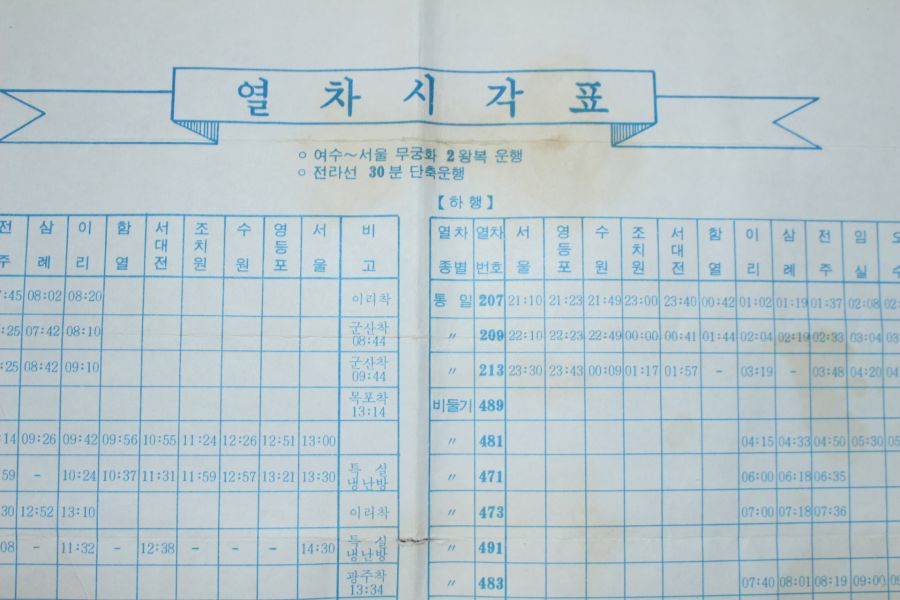 열차시각표
○ 여수~서울 무궁화 2왕복 운행
○ 전라선 30분 단축운행
전주 삼례 이리 함열 서대전 조치원 수원 영등포 서울 비고
:45 08:02 08:20 이리착
:25 07:42 08:10 군산착 08:44
:25 08:42 09:10 군산착 09:44
목포착 13:14
:14 09:26 09:42 09:56 10:55 11:24 12:26 12:51 13:00
:59 - 10:24 10:37 11:31 11:59 12:57 13:21 13:30 특실 냉난방
:30 12:52 13:10 이리착
:08 - 11:32 - 12:38 - - - 14:30 특실 냉난방
광주착 13:34
【하행】
열차종별 열차번호 서울 영등포 수원 조치원 서대전 함열 이리 삼례 전주 임실
통일 207 21:10 21:23 21:49 23:00 23:40 00:42 01:02 01:19 01:37 02:08 02:
〃 209 22:10 22:23 22:49 00:00 00:41 01:44 02:04 02:19 02:33 03:04 03
〃 213 23:30 23:43 00:09 01:17 01:57 - 03:19 - 03:48 04:20 04
비둘기 489
〃 481 04:15 04:33 04:50 05:30 05
〃 471 06:00 06:18 06:35
〃 473 07:00 07:18 07:36
〃 491
〃 483 07:40 08:01 08:19 09:00